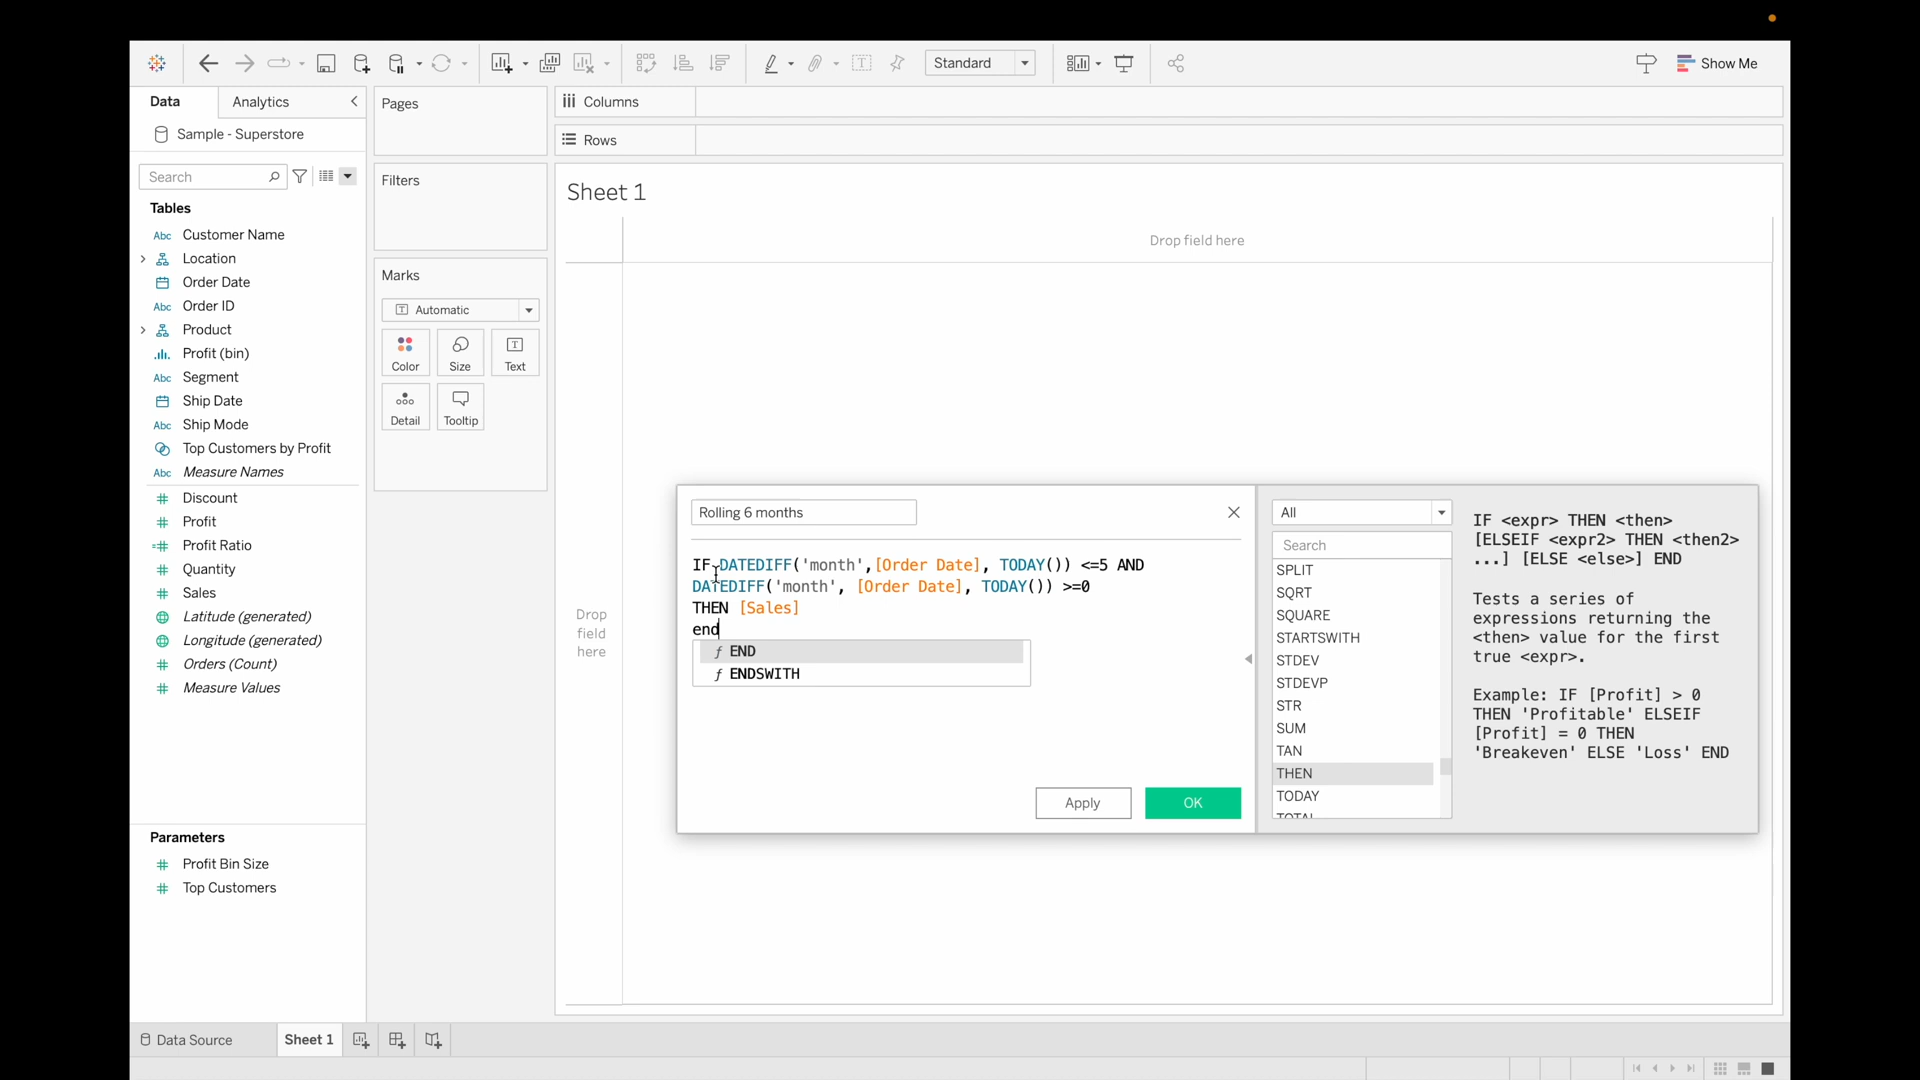 Standard
Show Me
Data
Analytics
Sample - Superstore
Search
Tables
Abc Customer Name
Location
Order Date
Abc Order ID
Product
Profit (bin)
Abc Segment
Ship Date
Abc Ship Mode
Top Customers by Profit
Abc Measure Names
Discount
Profit
Profit Ratio
Quantity
Sales
Latitude (generated)
Longitude (generated)
Orders (Count)
Measure Values
Parameters
Profit Bin Size
Top Customers
Pages
Filters
Marks
Automatic
Color
Size
Text
Detail
Tooltip
Columns
Rows
Sheet 1
Drop field here
Drop
field
here
Rolling 6 months
IF DATEDIFF('month',[Order Date], TODAY()) <=5 AND
DATEDIFF('month', [Order Date], TODAY()) >=0
THEN [Sales]
end
f END
f ENDSWITH
Apply
OK
All
Search
SPLIT
SQRT
SQUARE
STARTSWITH
STDEV
STDEVP
STR
SUM
TAN
THEN
TODAY
TOTAL
IF <expr> THEN <then>
[ELSEIF <expr2> THEN <then2>
...] [ELSE <else>] END
Tests a series of
expressions returning the
<then> value for the first
true <expr>.
Example: IF [Profit] > 0
THEN 'Profitable' ELSEIF
[Profit] = 0 THEN
'Breakeven' ELSE 'Loss' END
Data Source
Sheet 1